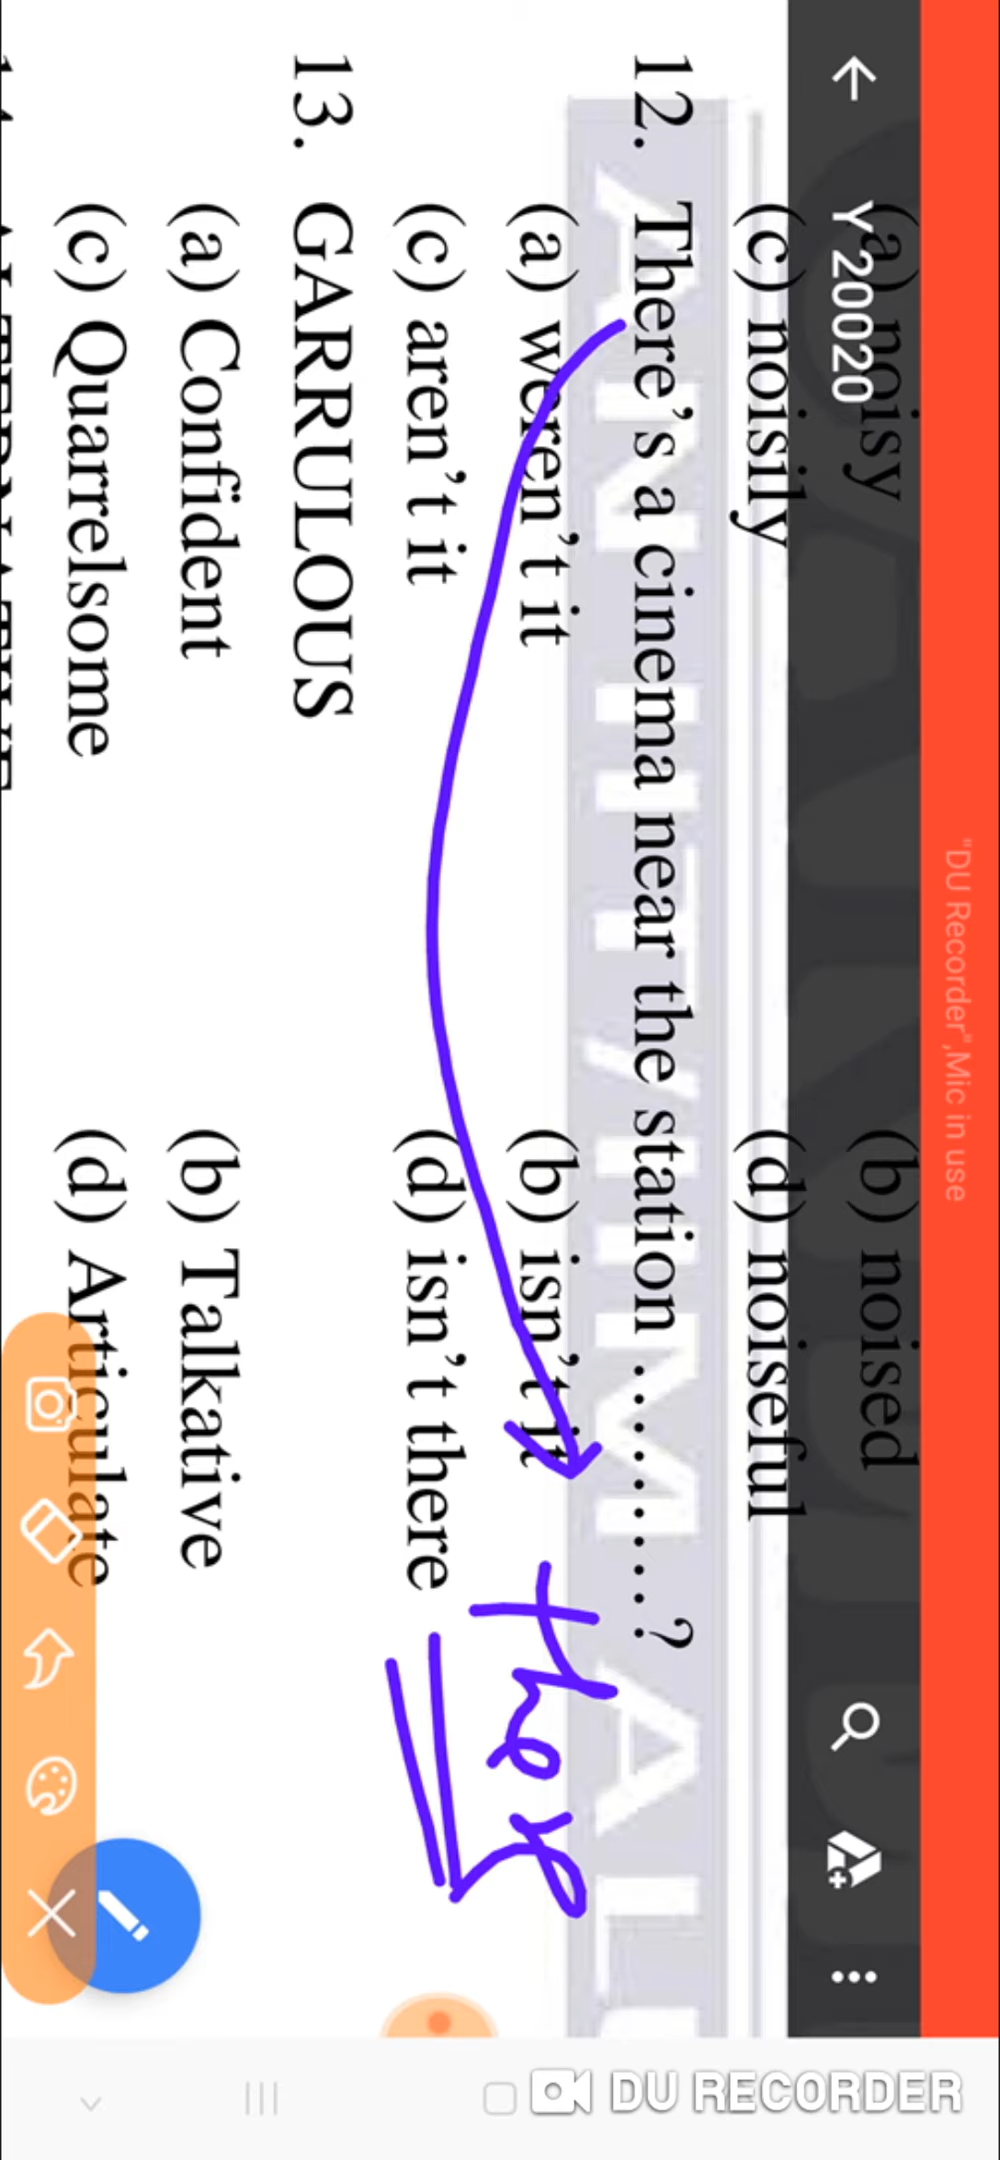 "DU Recorder",Mic in use
Y 20020
(a) noisy (b) noised
(c) noisily (d) noiseful
12. There's a cinema near the station ..........?
(a) weren't it (b) isn't it
(c) aren't it (d) isn't there
there
13. GARRULOUS
(a) Confident (b) Talkative
(c) Quarrelsome (d) Articulate
DU RECORDER